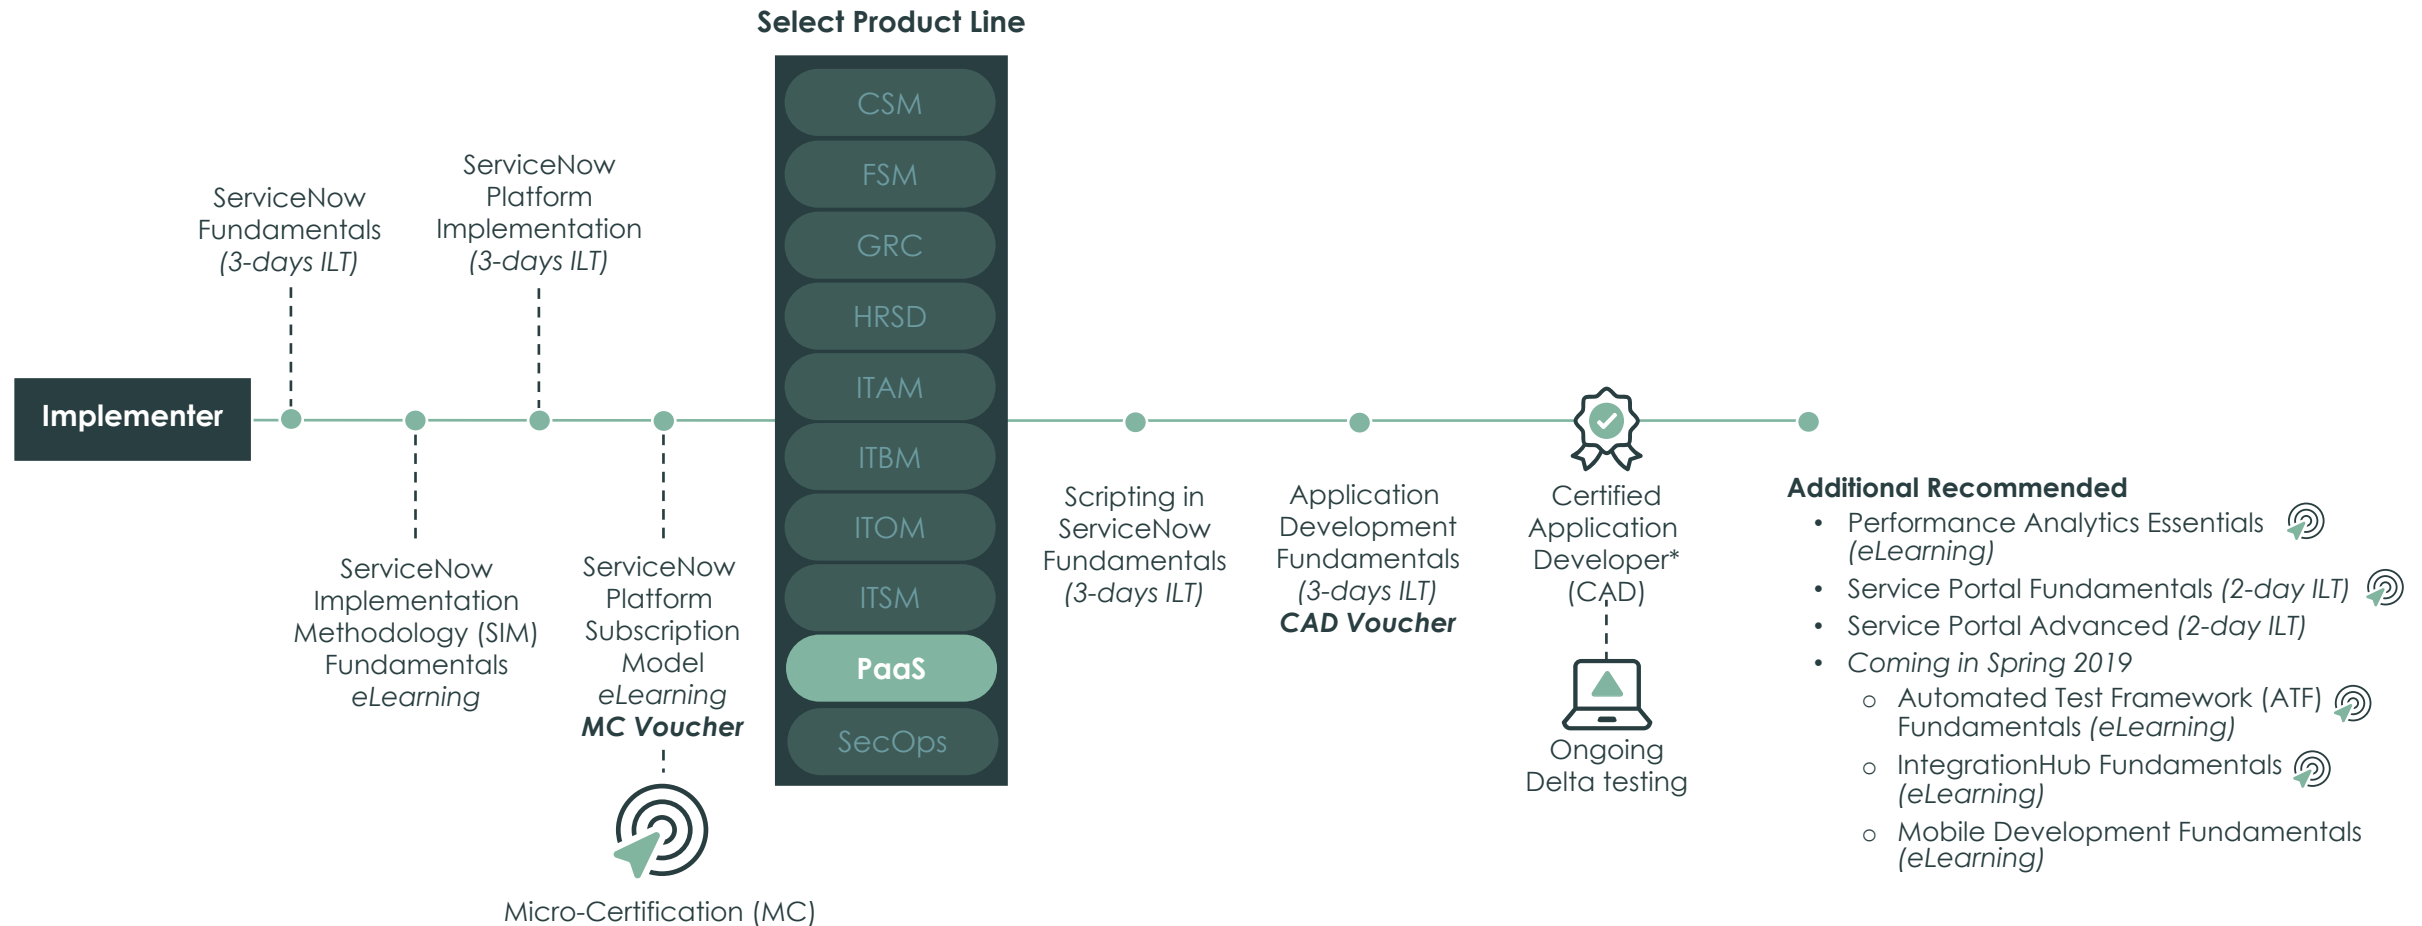 Select Product Line
CSM
FSM
GRC
HRSD
ITAM
ITBM
ITOM
ITSM
PaaS
SecOps
Implementer
ServiceNow
Fundamentals
(3-days ILT)
ServiceNow
Implementation
Methodology (SIM)
Fundamentals
eLearning
ServiceNow
Platform
Implementation
(3-days ILT)
ServiceNow
Platform
Subscription
Model
eLearning
MC Voucher
Micro-Certification (MC)
Scripting in
ServiceNow
Fundamentals
(3-days ILT)
Application
Development
Fundamentals
(3-days ILT)
CAD Voucher
Certified
Application
Developer*
(CAD)
Ongoing
Delta testing
Additional Recommended
• Performance Analytics Essentials
(eLearning)
• Service Portal Fundamentals (2-day ILT)
• Service Portal Advanced (2-day ILT)
• Coming in Spring 2019
o Automated Test Framework (ATF)
Fundamentals (eLearning)
o IntegrationHub Fundamentals
(eLearning)
o Mobile Development Fundamentals
(eLearning)